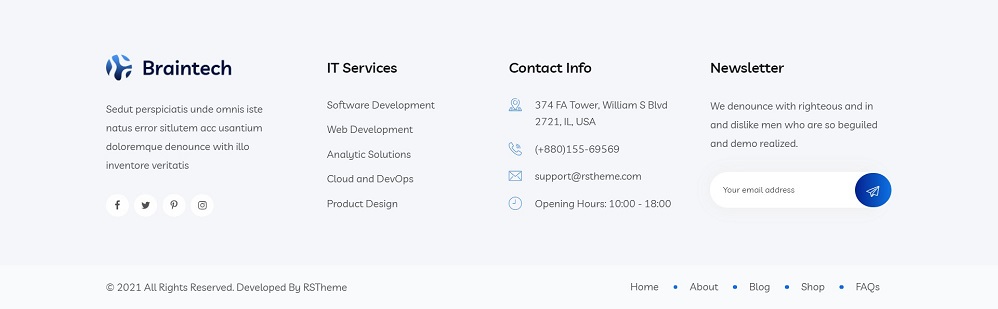 Braintech
Sedut perspiciatis unde omnis iste
natus error sitlutem acc usantium
doloremque denounce with illo
inventore veritatis
IT Services
Software Development
Web Development
Analytic Solutions
Cloud and DevOps
Product Design
Contact Info
374 FA Tower, William S Blvd
2721, IL, USA
(+880)155-69569
support@rstheme.com
Opening Hours: 10:00 - 18:00
Newsletter
We denounce with righteous and in
and dislike men who are so beguiled
and demo realized.
Your email address
© 2021 All Rights Reserved. Developed By RSTheme
Home • About • Blog • Shop • FAQs